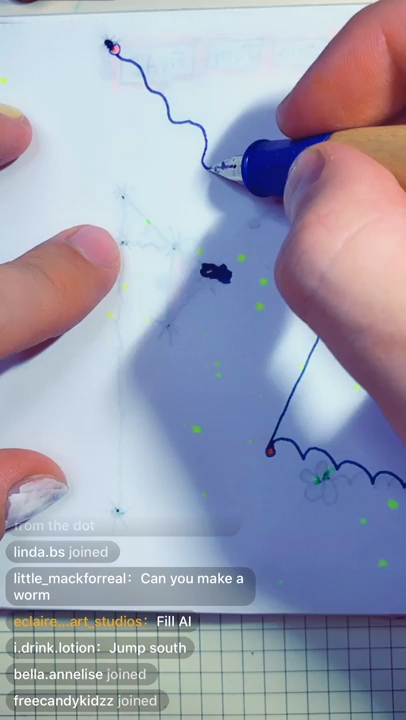 from the dot
linda.bs joined
little_mackforreal: Can you make a
worm
eclaire...art_studios: Fill AI
i.drink.lotion: Jump south
bella.annelise joined
freecandykidzz joined